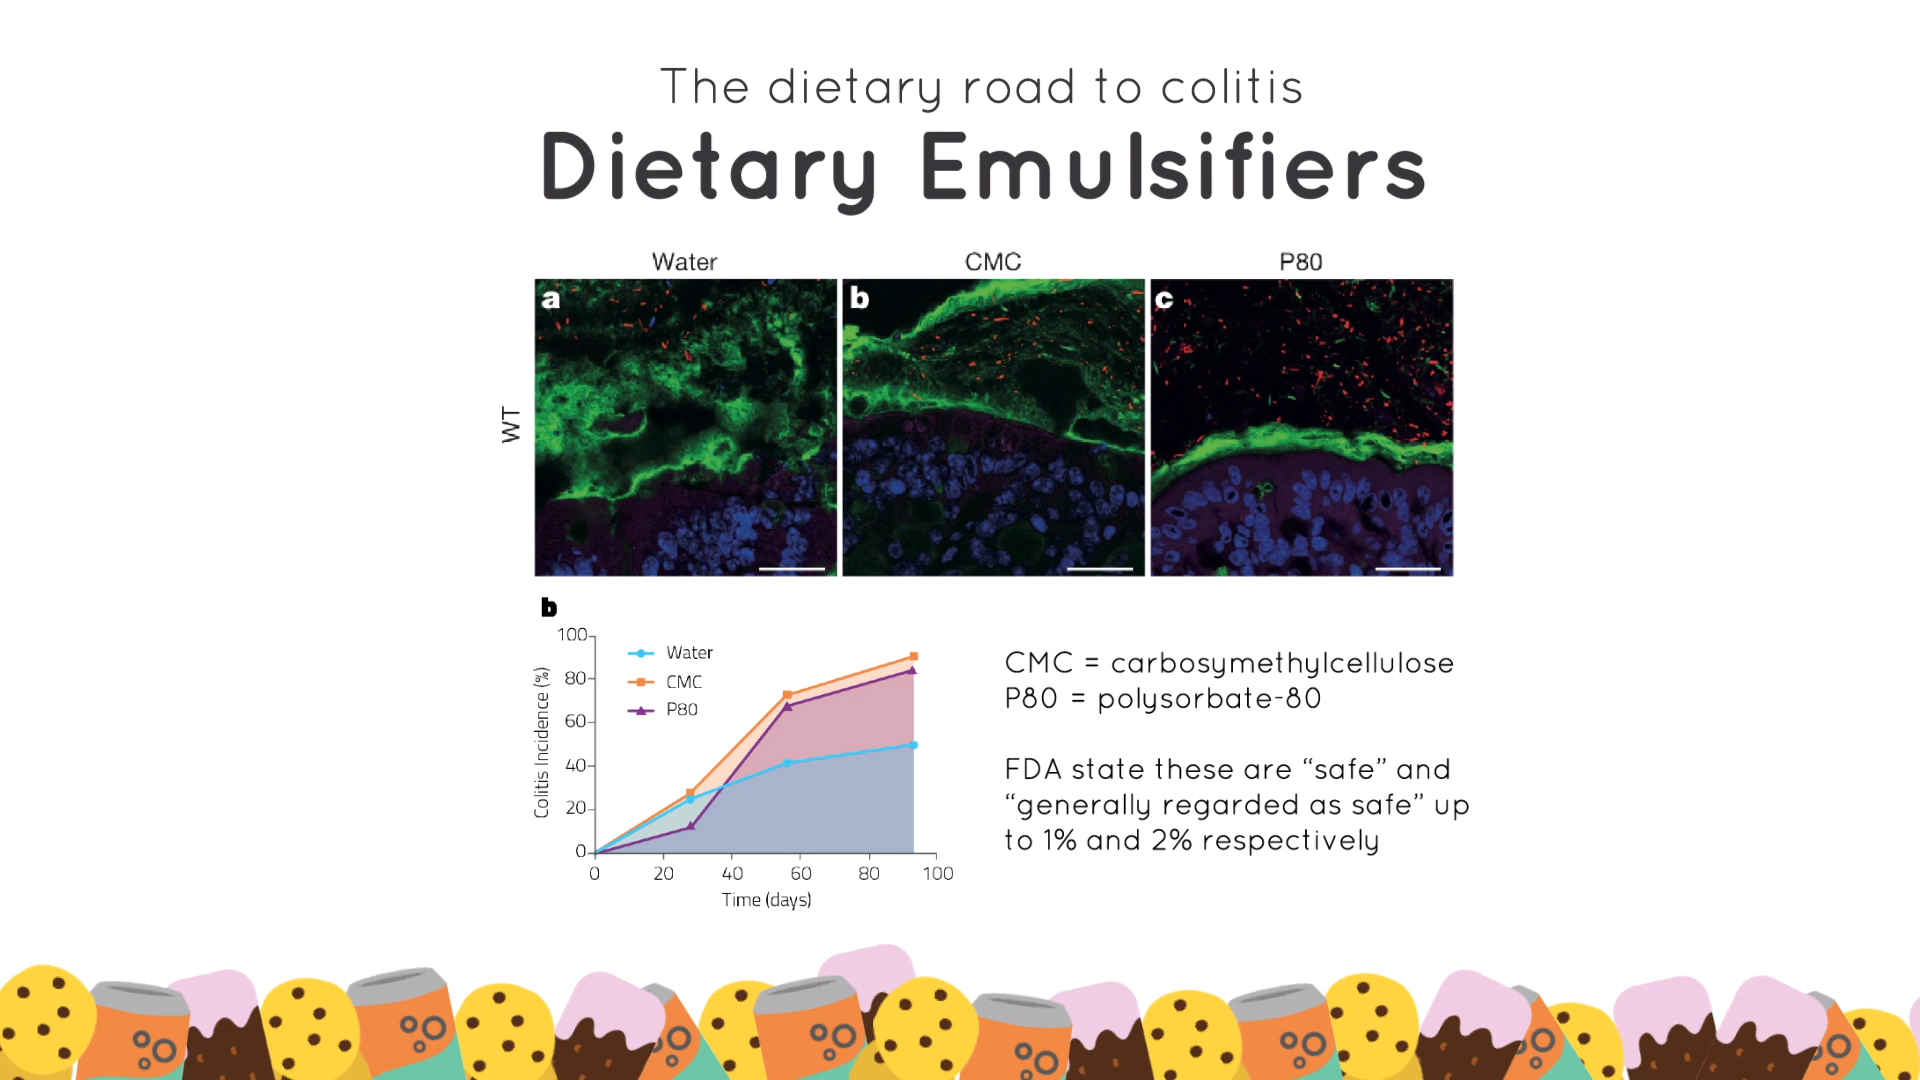 The dietary road to colitis
Dietary Emulsifiers
Water CMC P80
a b c
WT
b
Colitis Incidence (%)
100
80
60
40
20
0
Water
CMC
P80
0 20 40 60 80 100
Time (days)
CMC = carbosymethylcellulose
P80 = polysorbate-80
FDA state these are “safe” and
“generally regarded as safe” up
to 1% and 2% respectively